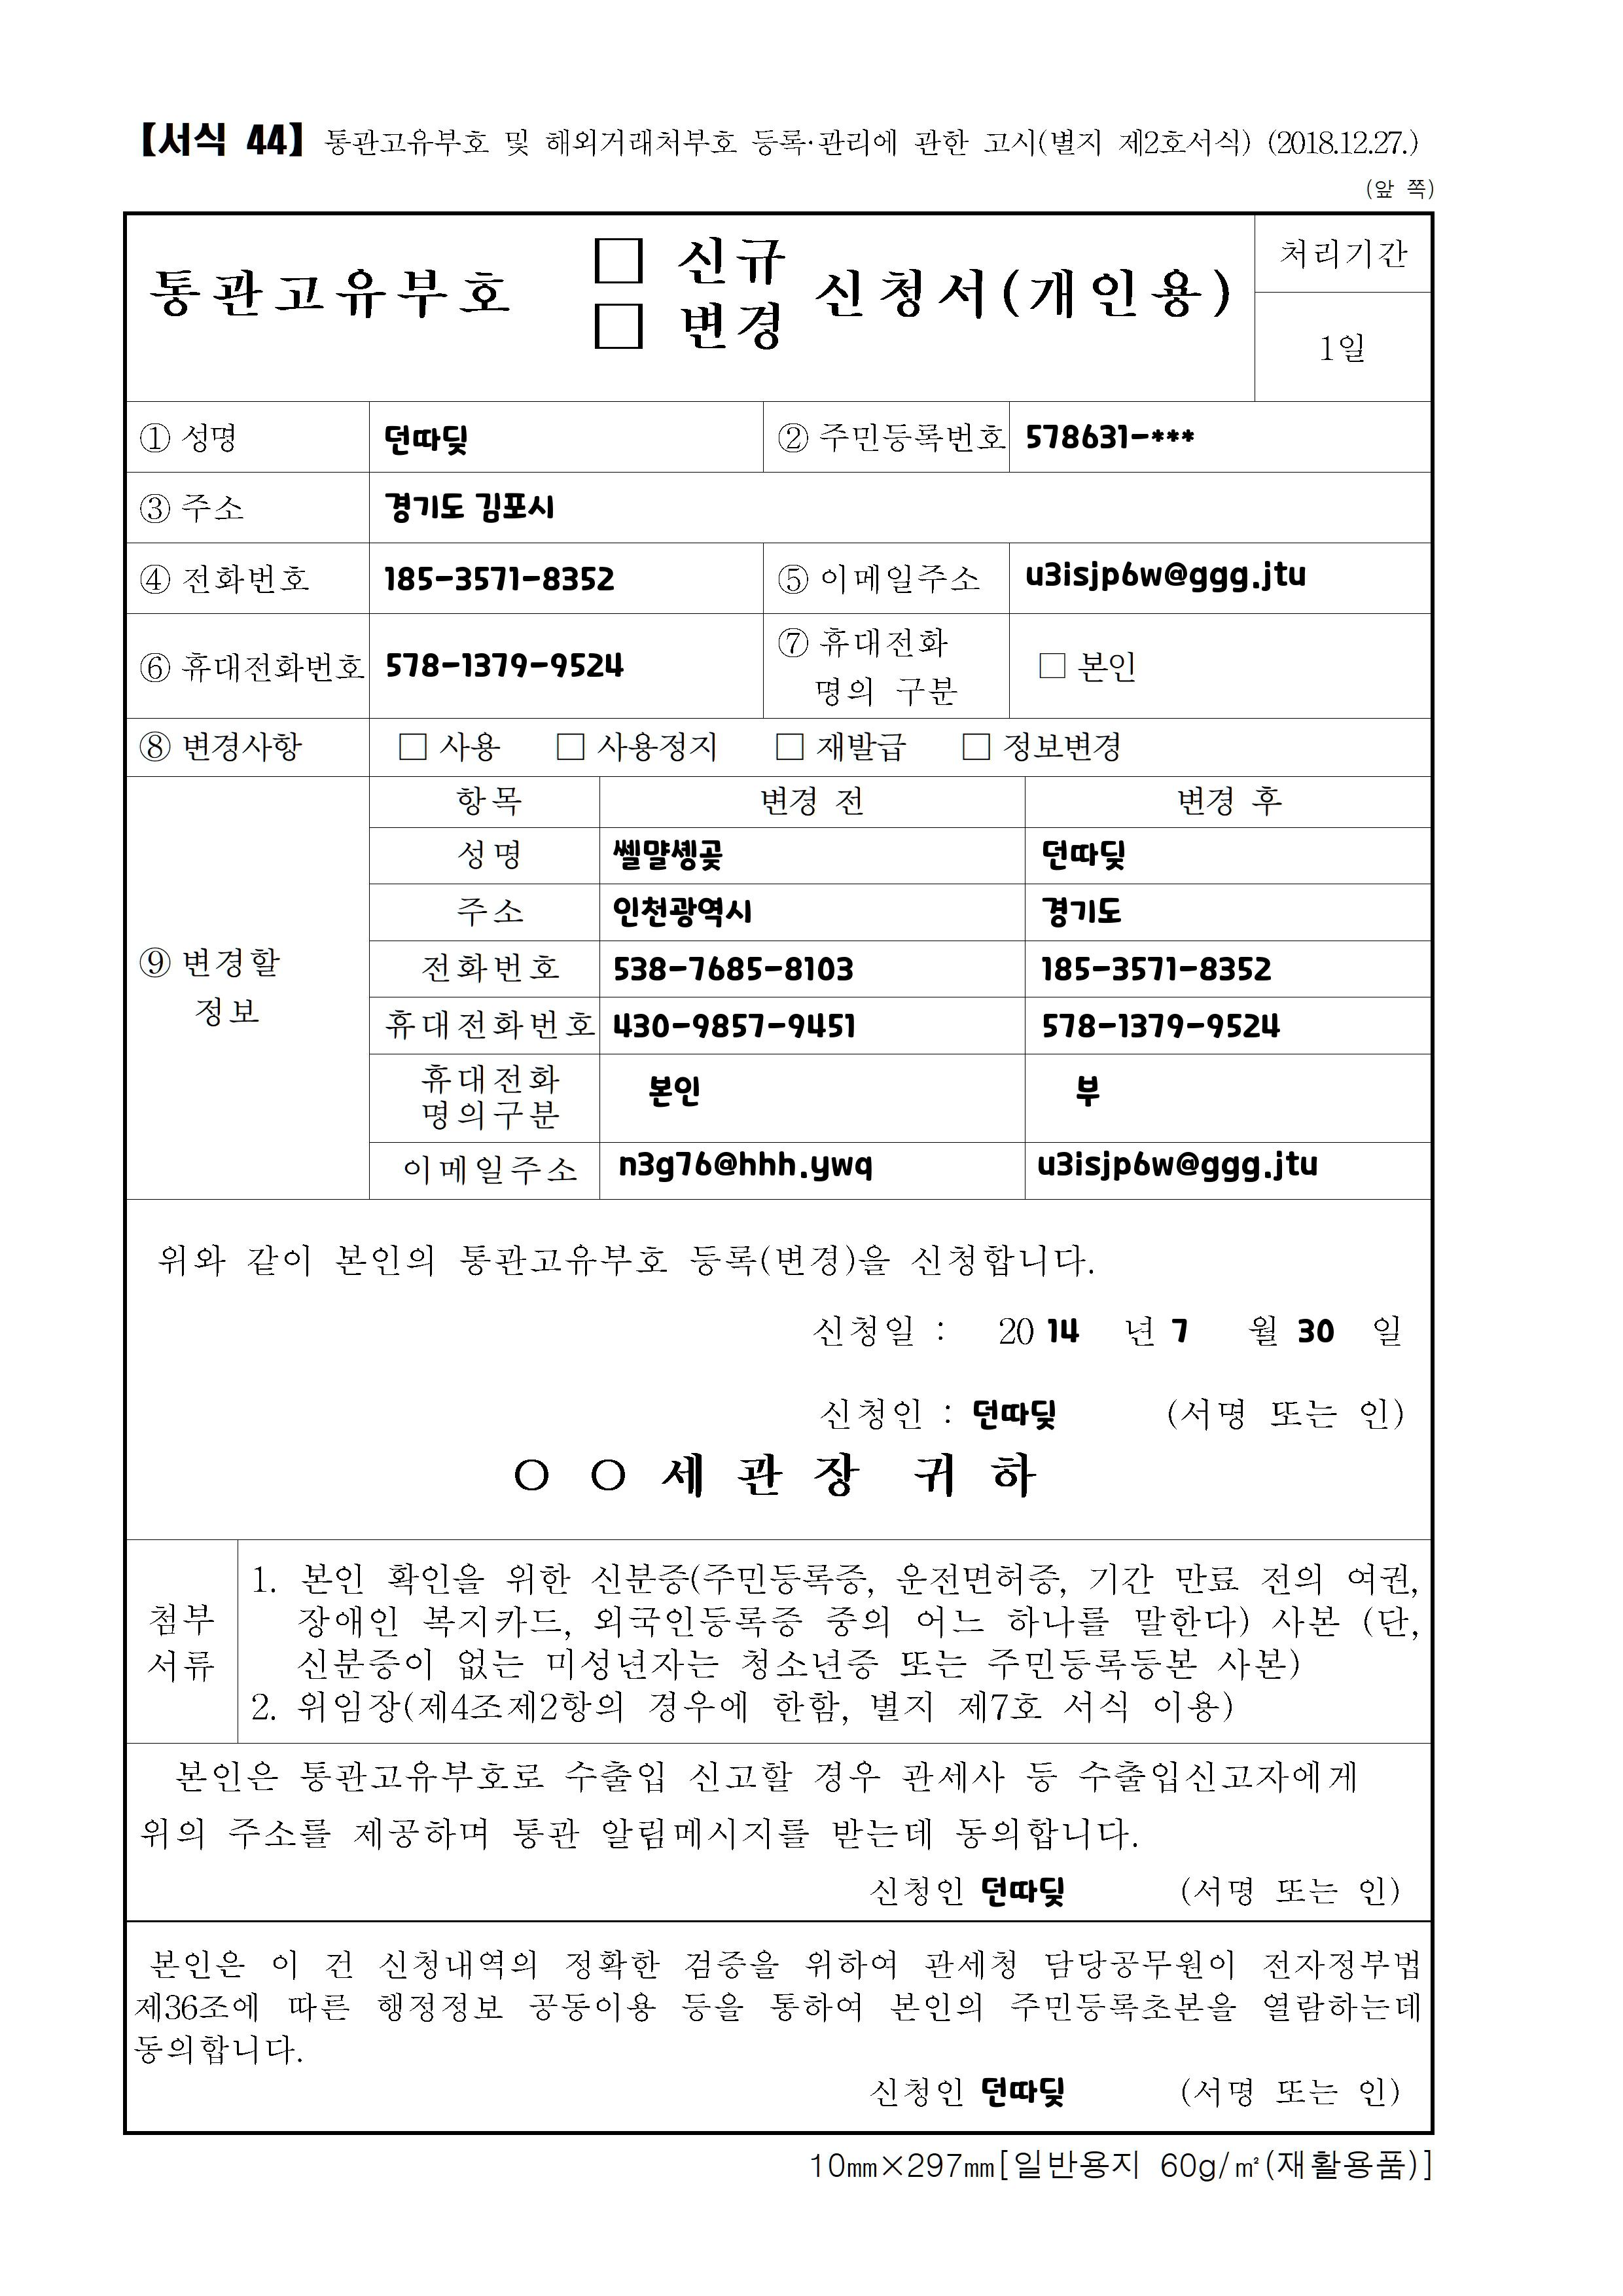 【서식 44】 통관고유부호 및 해외거래처부호 등록·관리에 관한 고시(별지 제2호서식) (2018.12.27.)
(앞 쪽)
통관고유부호 □ 신규 신청서(개인용)
□ 변경
처리기간
1일
① 성명 던따딪 ② 주민등록번호 578631-***
③ 주소 경기도 김포시
④ 전화번호 185-3571-8352 ⑤ 이메일주소 u3isjp6w@ggg.jtu
⑥ 휴대전화번호 578-1379-9524 ⑦ 휴대전화 명의 구분 □ 본인
⑧ 변경사항 □ 사용 □ 사용정지 □ 재발급 □ 정보변경
⑨ 변경할 정보
항목 변경 전 변경 후
성명 쀌먈솅곶 던따딪
주소 인천광역시 경기도
전화번호 538-7685-8103 185-3571-8352
휴대전화번호 430-9857-9451 578-1379-9524
휴대전화 명의구분 본인 부
이메일주소 n3g76@hhh.ywq u3isjp6w@ggg.jtu
위와 같이 본인의 통관고유부호 등록(변경)을 신청합니다.
신청일 : 20 14 년 7 월 30 일
신청인 : 던따딪 (서명 또는 인)
○ ○ 세 관 장 귀 하
첨부 서류
1. 본인 확인을 위한 신분증(주민등록증, 운전면허증, 기간 만료 전의 여권,
장애인 복지카드, 외국인등록증 중의 어느 하나를 말한다) 사본 (단,
신분증이 없는 미성년자는 청소년증 또는 주민등록등본 사본)
2. 위임장(제4조제2항의 경우에 한함, 별지 제7호 서식 이용)
본인은 통관고유부호로 수출입 신고할 경우 관세사 등 수출입신고자에게
위의 주소를 제공하며 통관 알림메시지를 받는데 동의합니다.
신청인 던따딪 (서명 또는 인)
본인은 이 건 신청내역의 정확한 검증을 위하여 관세청 담당공무원이 전자정부법
제36조에 따른 행정정보 공동이용 등을 통하여 본인의 주민등록초본을 열람하는데
동의합니다.
신청인 던따딪 (서명 또는 인)
10㎜×297㎜[일반용지 60g/㎡(재활용품)]